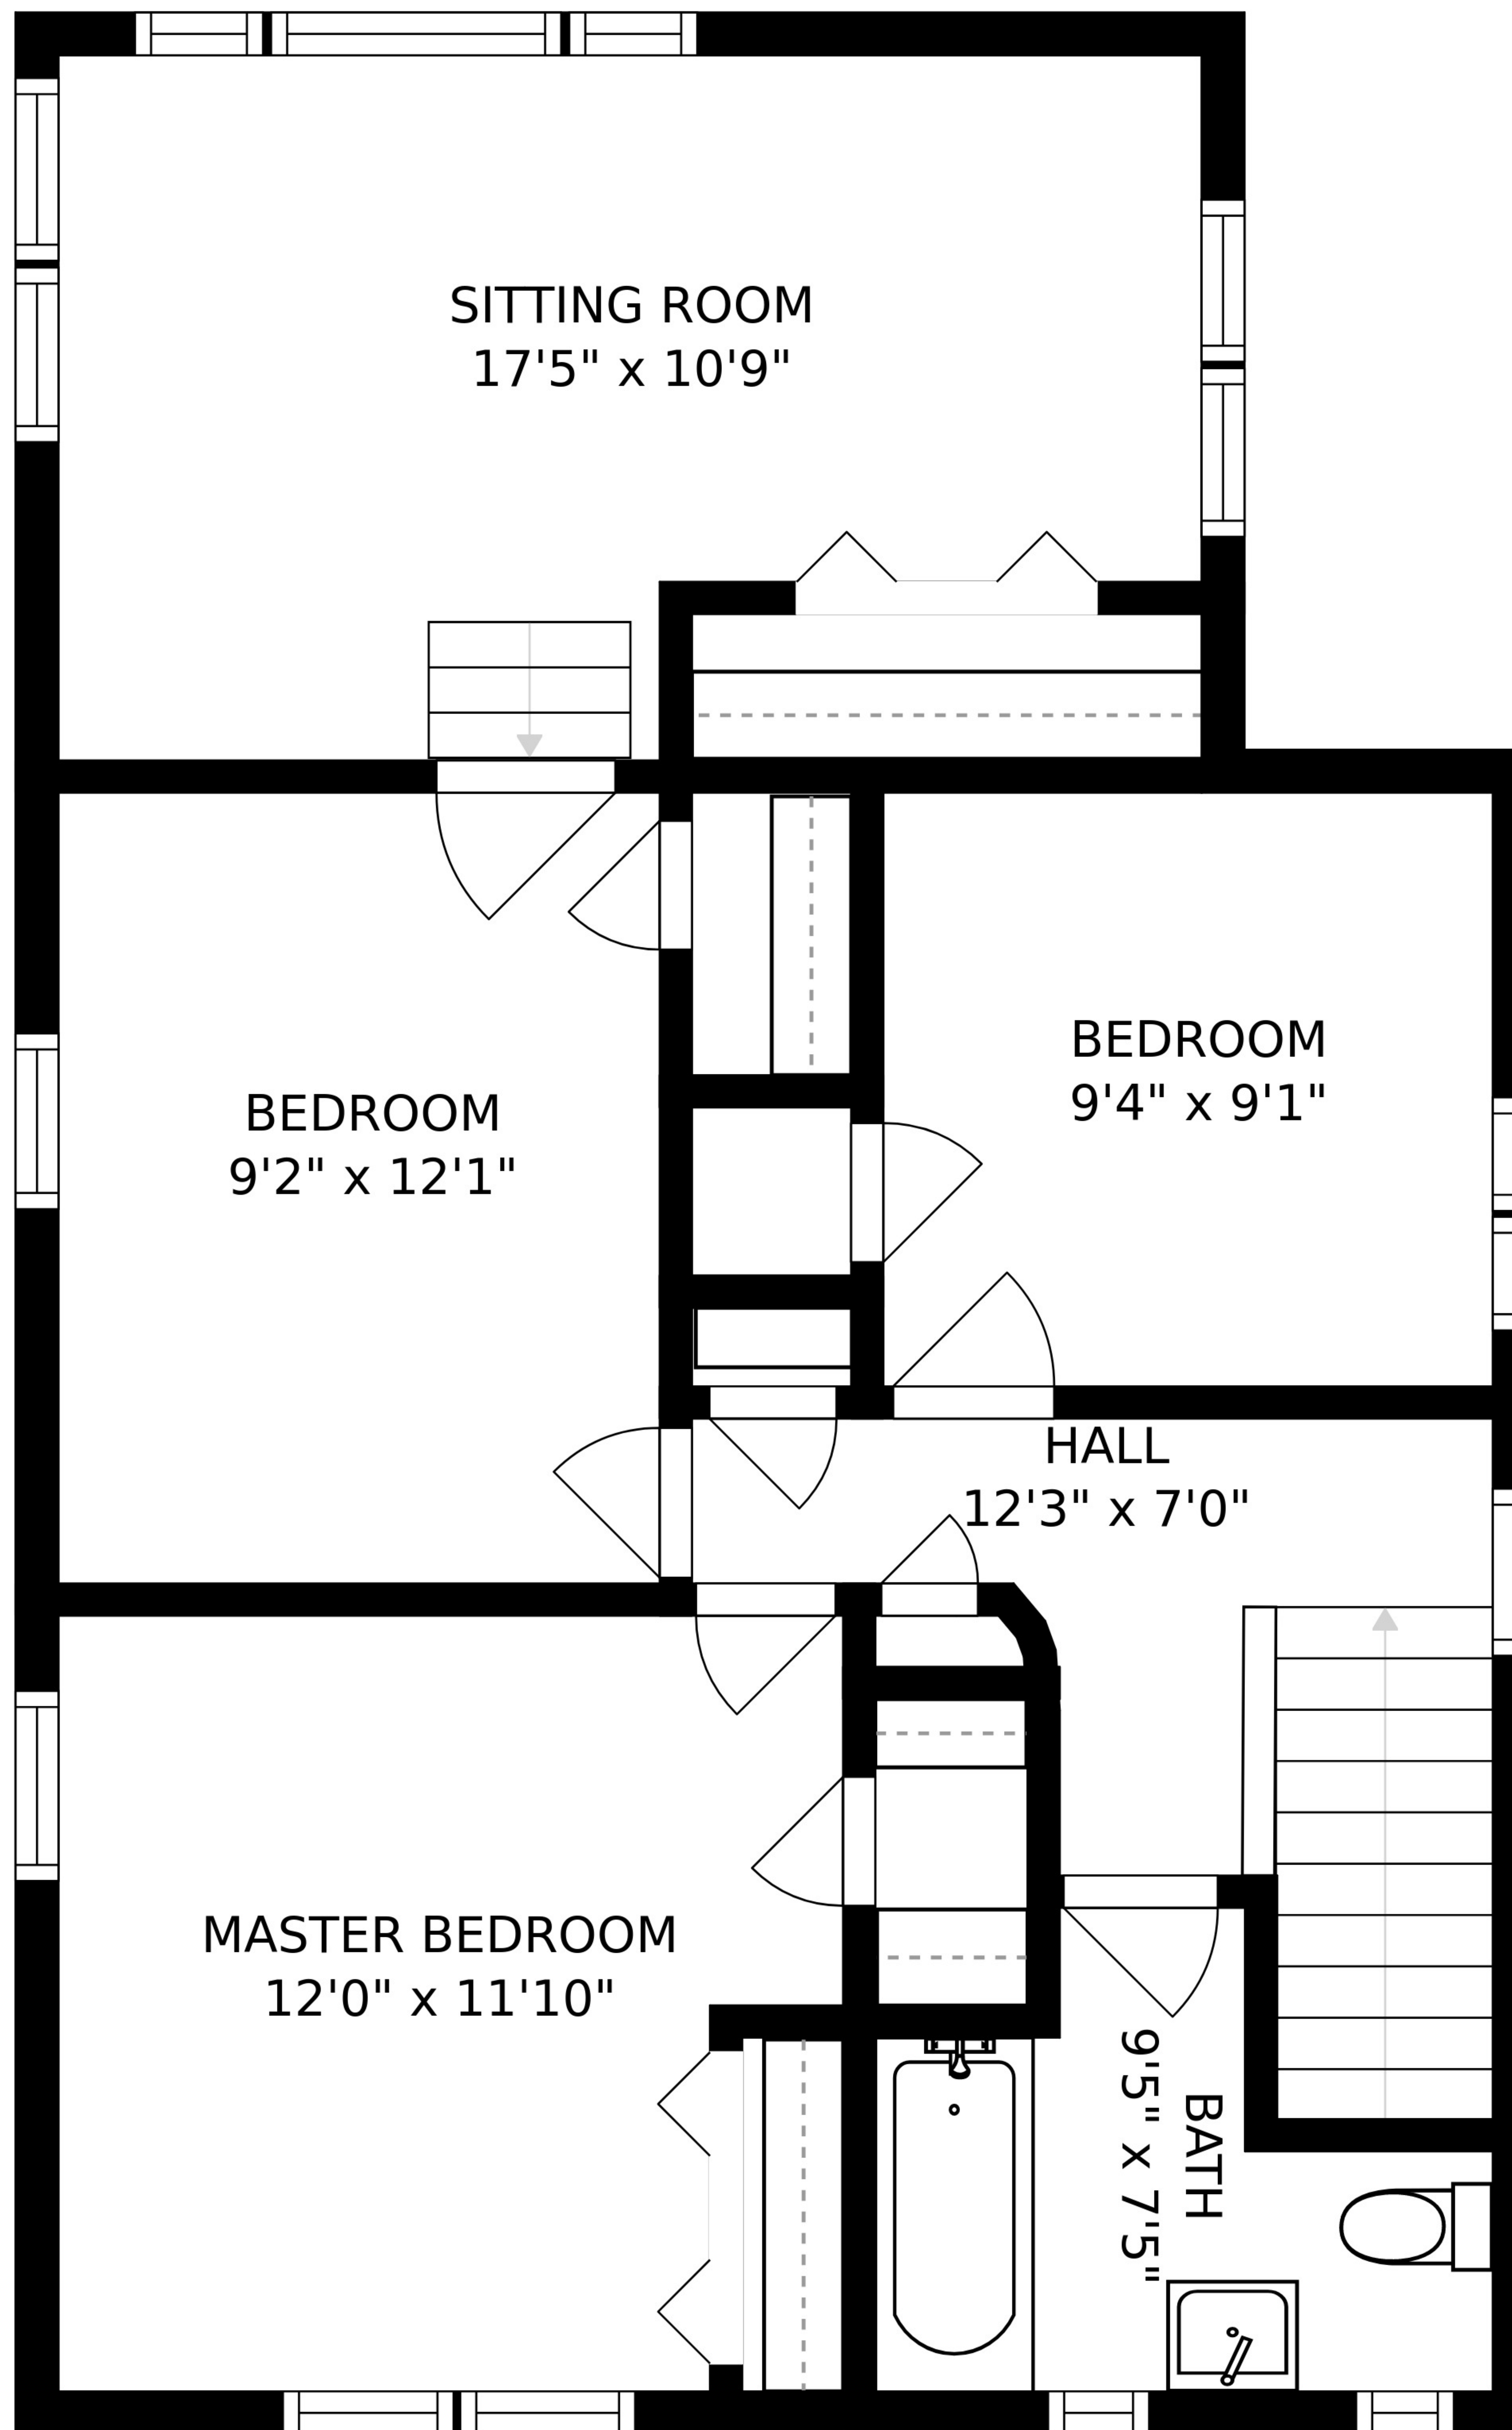 SITTING ROOM
17'5" x 10'9"
BEDROOM
9'4" x 9'1"
BEDROOM
9'2" x 12'1"
HALL
12'3" x 7'0"
MASTER BEDROOM
12'0" x 11'10"
BATH
9'5" x 7'5"